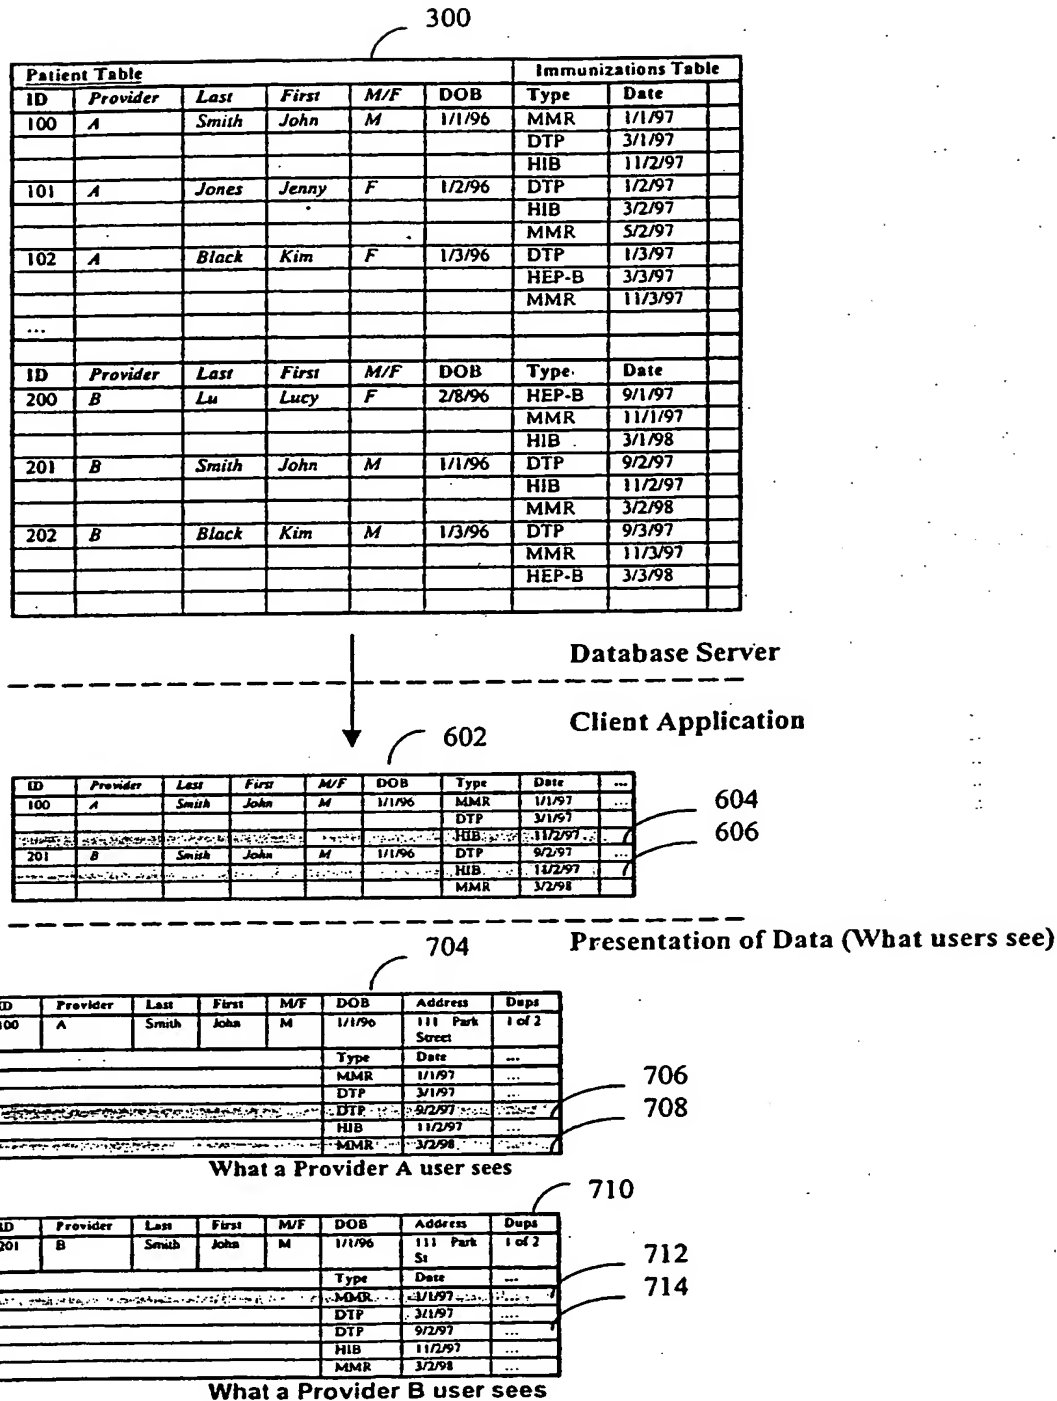 300
Patient Table Immunizations Table
ID Provider Last First M/F DOB Type Date
100 A Smith John M 1/1/96 MMR 1/1/97
DTP 3/1/97
HIB 11/2/97
101 A Jones Jenny F 1/2/96 DTP 1/2/97
HIB 3/2/97
MMR 5/2/97
102 A Black Kim F 1/3/96 DTP 1/3/97
HEP-B 3/3/97
MMR 11/3/97
...
ID Provider Last First M/F DOB Type Date
200 B Lu Lucy F 2/8/96 HEP-B 9/1/97
MMR 11/1/97
HIB 3/1/98
201 B Smith John M 1/1/96 DTP 9/2/97
HIB 11/2/97
MMR 3/2/98
202 B Black Kim M 1/3/96 DTP 9/3/97
MMR 11/3/97
HEP-B 3/3/98
Database Server
Client Application
602
ID Provider Last First M/F DOB Type Date ...
100 A Smith John M 1/1/96 MMR 1/1/97 ...
DTP 3/1/97
HIB 11/2/97
604
606
201 B Smith John M 1/1/96 DTP 9/2/97 ...
HIB 11/2/97
MMR 3/2/98
Presentation of Data (What users see)
704
ID Provider Last First M/F DOB Address Dups
100 A Smith John M 1/1/96 111 Park 1 of 2
Street
Type Date ...
MMR 1/1/97 ...
DTP 3/1/97 ...
DTP 9/2/97
HIB 11/2/97 ...
MMR 3/2/98
706
708
What a Provider A user sees
710
ID Provider Last First M/F DOB Address Dups
201 B Smith John M 1/1/96 111 Park 1 of 2
St
Type Date ...
MMR 1/1/97
DTP 3/1/97 ...
DTP 9/2/97 ...
HIB 11/2/97 ...
MMR 3/2/98 ...
712
714
What a Provider B user sees